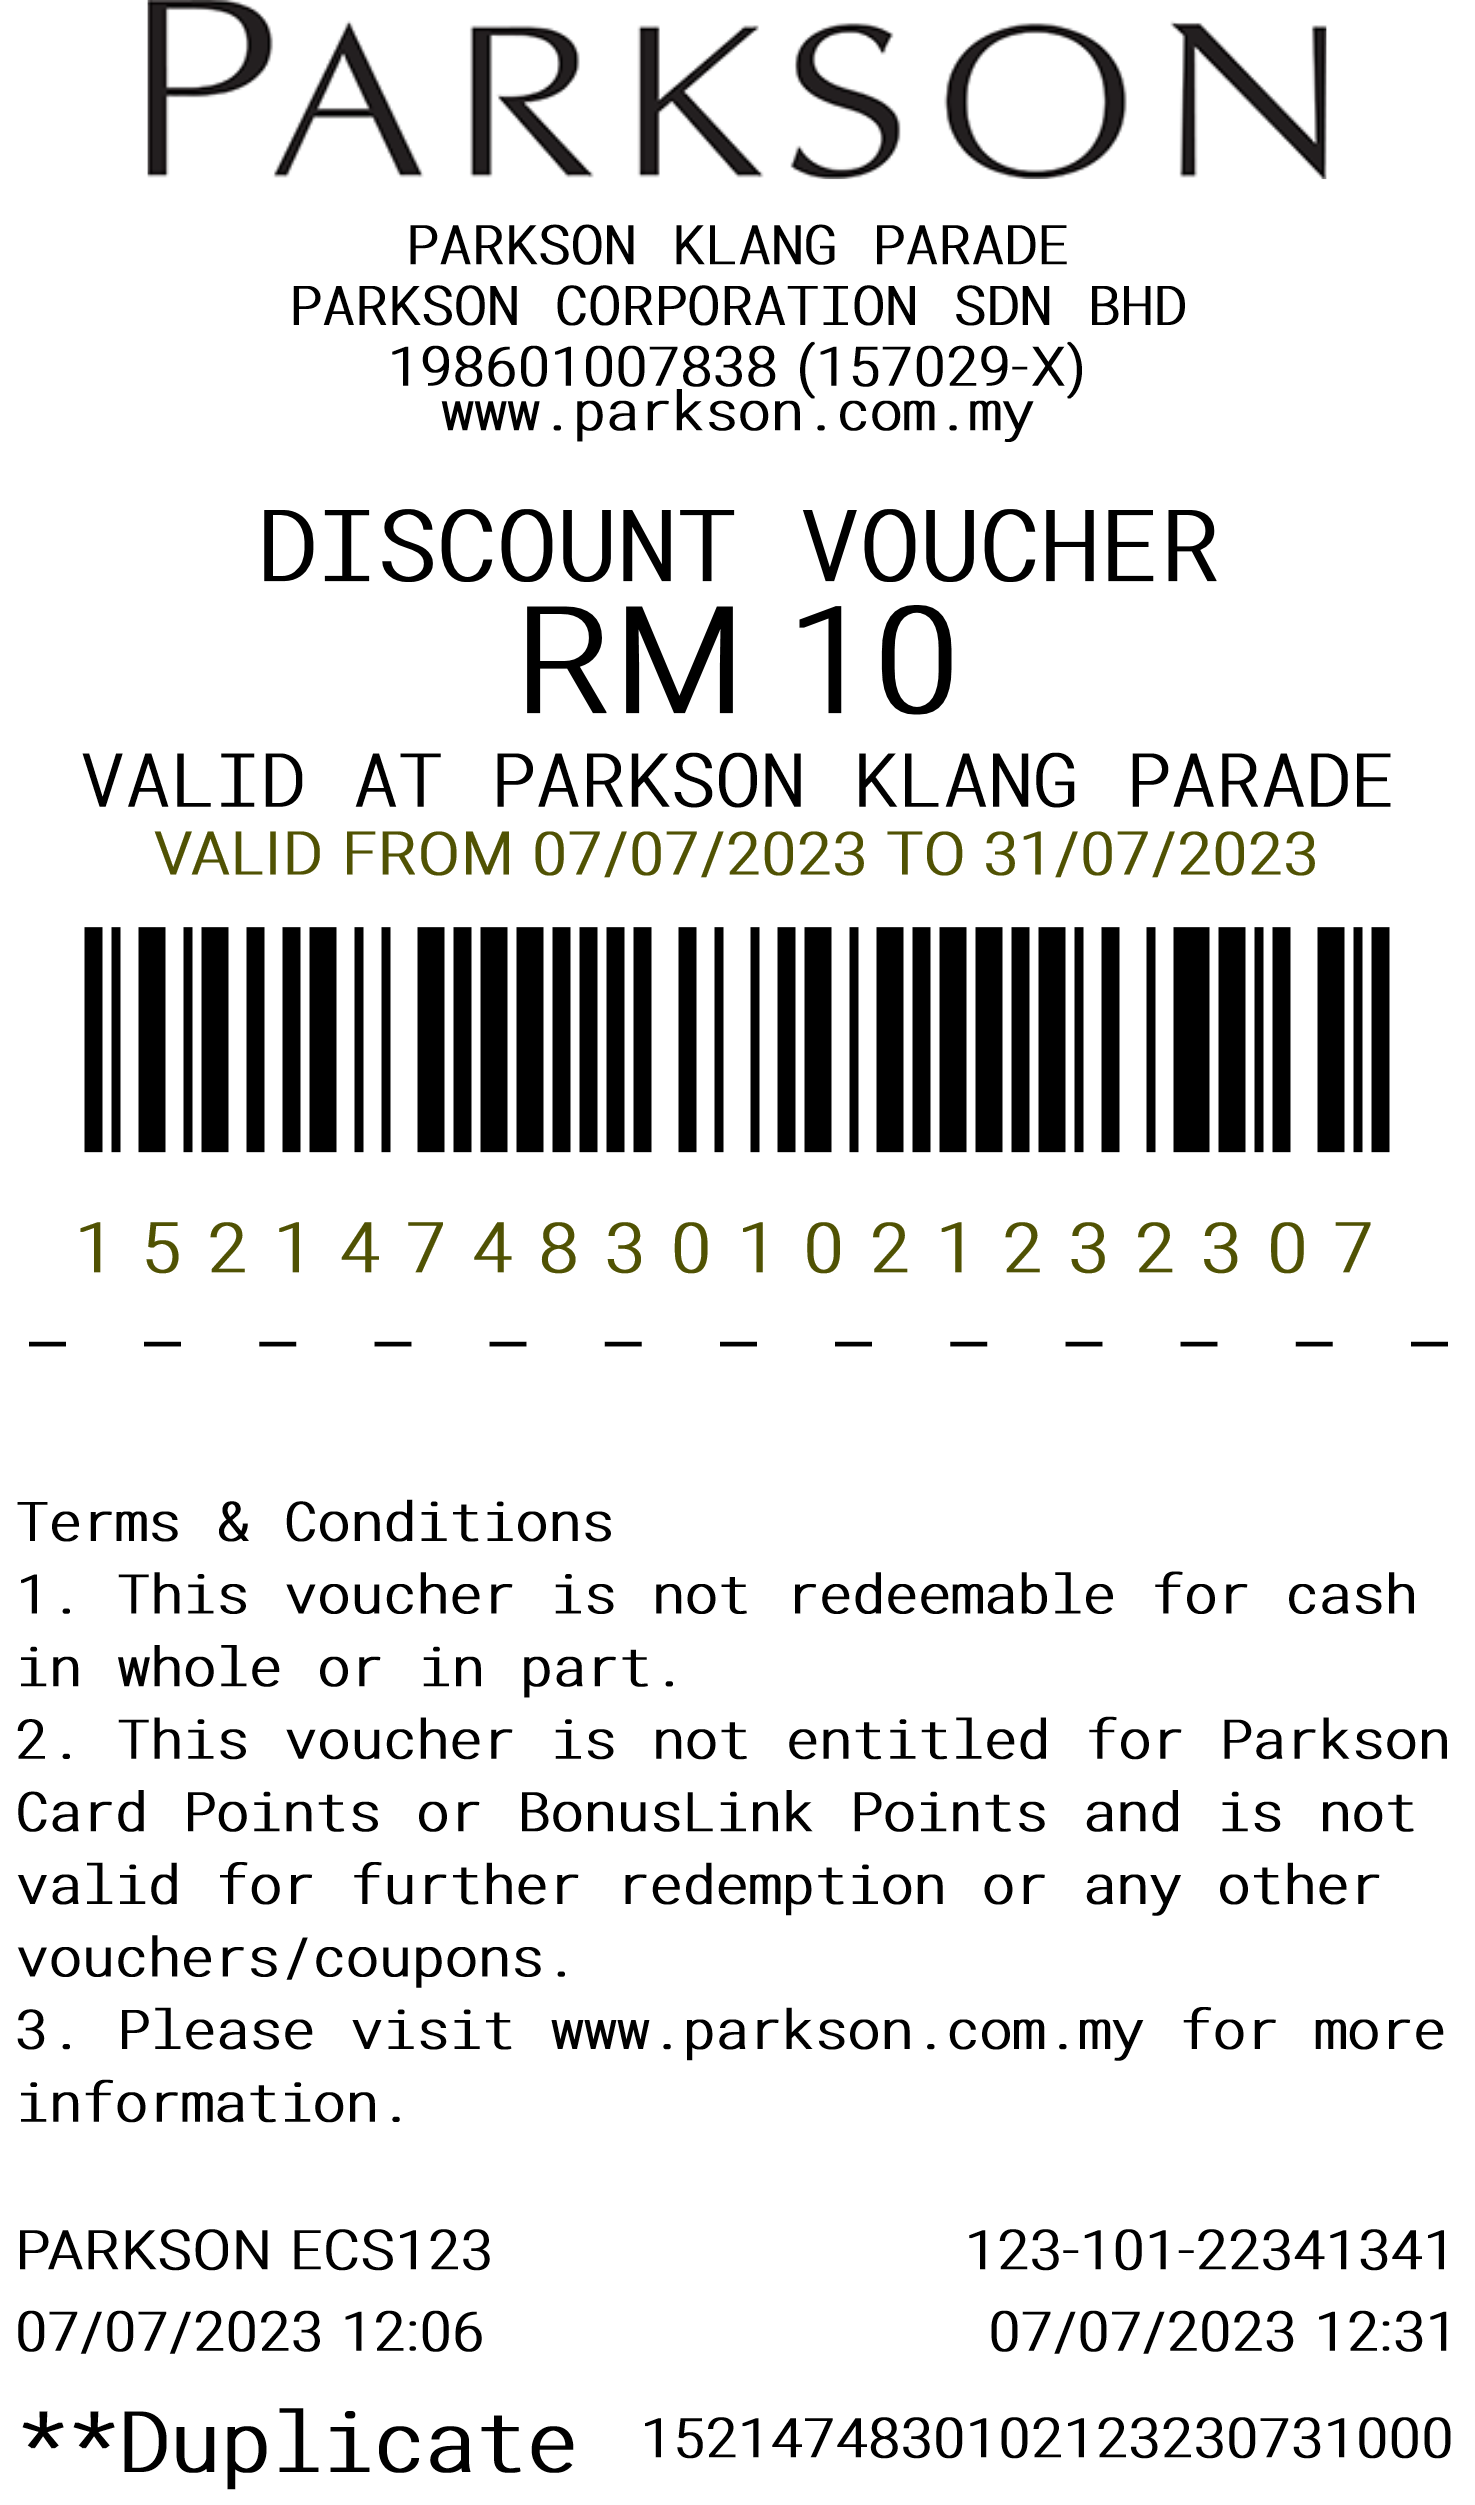 PARKSON
PARKSON KLANG PARADE
PARKSON CORPORATION SDN BHD
198601007838 (157029-X)
www.parkson.com.my
DISCOUNT VOUCHER
RM 10
VALID AT PARKSON KLANG PARADE
VALID FROM 07/07/2023 TO 31/07/2023
1 5 2 1 4 7 4 8 3 0 1 0 2 1 2 3 2 3 0 7
- - - - - - - - - - - - -
Terms & Conditions
1. This voucher is not redeemable for cash
in whole or in part.
2. This voucher is not entitled for Parkson
Card Points or BonusLink Points and is not
valid for further redemption or any other
vouchers/coupons.
3. Please visit www.parkson.com.my for more
information.
PARKSON ECS123 123-101-22341341
07/07/2023 12:06 07/07/2023 12:31
**Duplicate 1521474830102123230731000